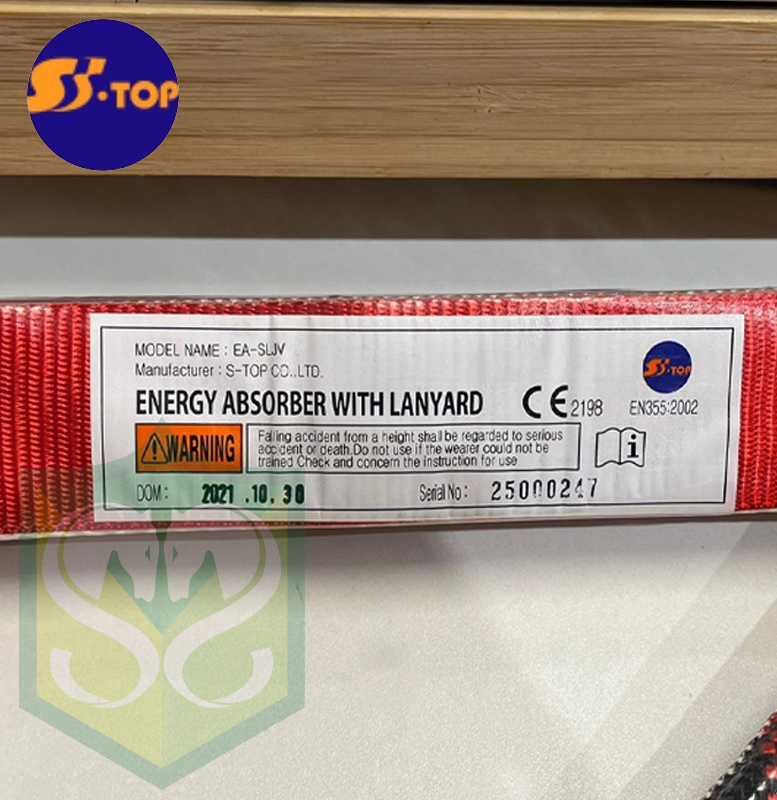 SS·TOP
MODEL NAME : EA-SLJV
Manufacturer : S-TOP CO.,LTD.
SS·TOP
ENERGY ABSORBER WITH LANYARD CE 2198 EN355:2002
WARNING
Falling accident from a height shall be regarded to serious
accident or death.Do not use if the wearer could not be
trained Check and concern the instruction for use
i
DOM : 2021 .10. 30 Serial No : 25000247